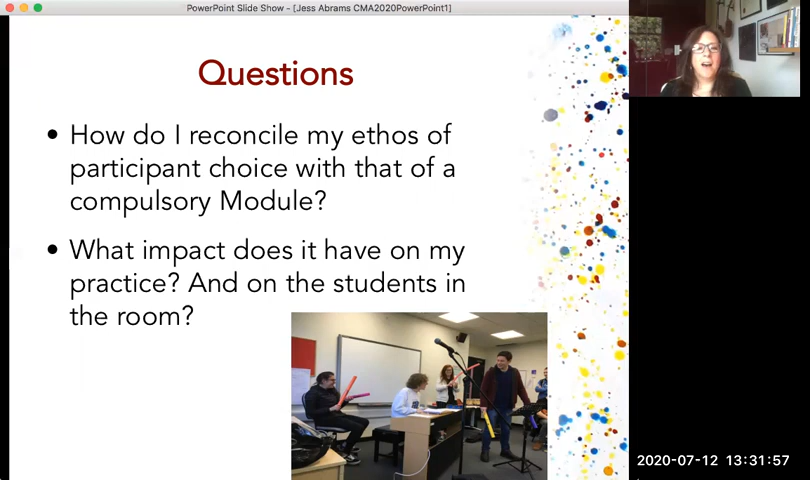 PowerPoint Slide Show - [Jess Abrams CMA2020PowerPoint1]
Questions
• How do I reconcile my ethos of
participant choice with that of a
compulsory Module?
• What impact does it have on my
practice? And on the students in
the room?
2020-07-12 13:31:57